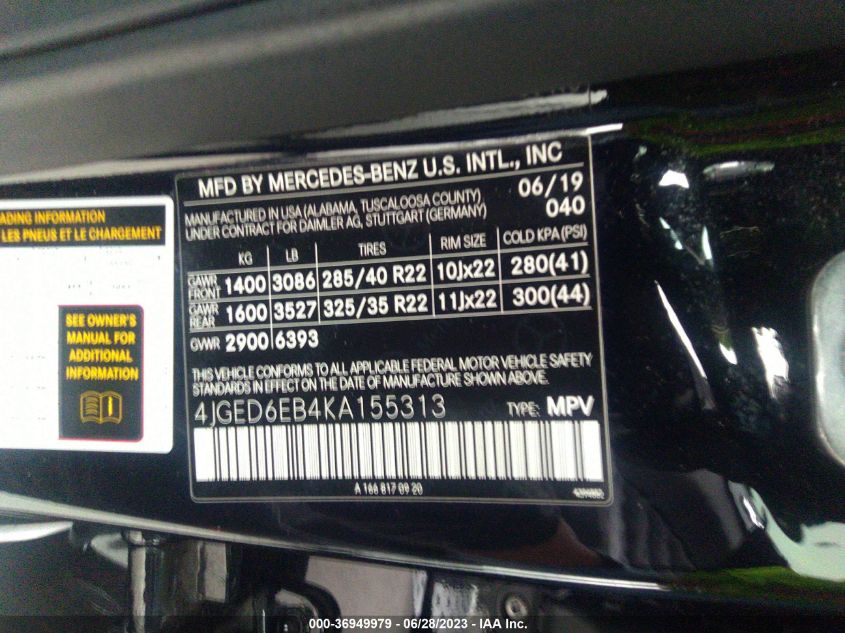 ADING INFORMATION
LES PNEUS ET LE CHARGEMENT
SEE OWNER'S
MANUAL FOR
ADDITIONAL
INFORMATION
MFD BY MERCEDES-BENZ U.S. INTL., INC
MANUFACTURED IN USA (ALABAMA, TUSCALOOSA COUNTY) 06/19
UNDER CONTRACT FOR DAIMLER AG, STUTTGART (GERMANY) 040
KG LB TIRES RIM SIZE COLD KPA (PSI)
GAWR FRONT 1400 3086 285/40 R22 10Jx22 280(41)
GAWR REAR 1600 3527 325/35 R22 11Jx22 300(44)
GVWR 2900 6393
THIS VEHICLE CONFORMS TO ALL APPLICABLE FEDERAL MOTOR VEHICLE SAFETY
STANDARDS IN EFFECT ON THE DATE OF MANUFACTURE SHOWN ABOVE.
4JGED6EB4KA155313 TYPE: MPV
A 166 817 09 20
000-36949979 - 06/28/2023 - IAA Inc.